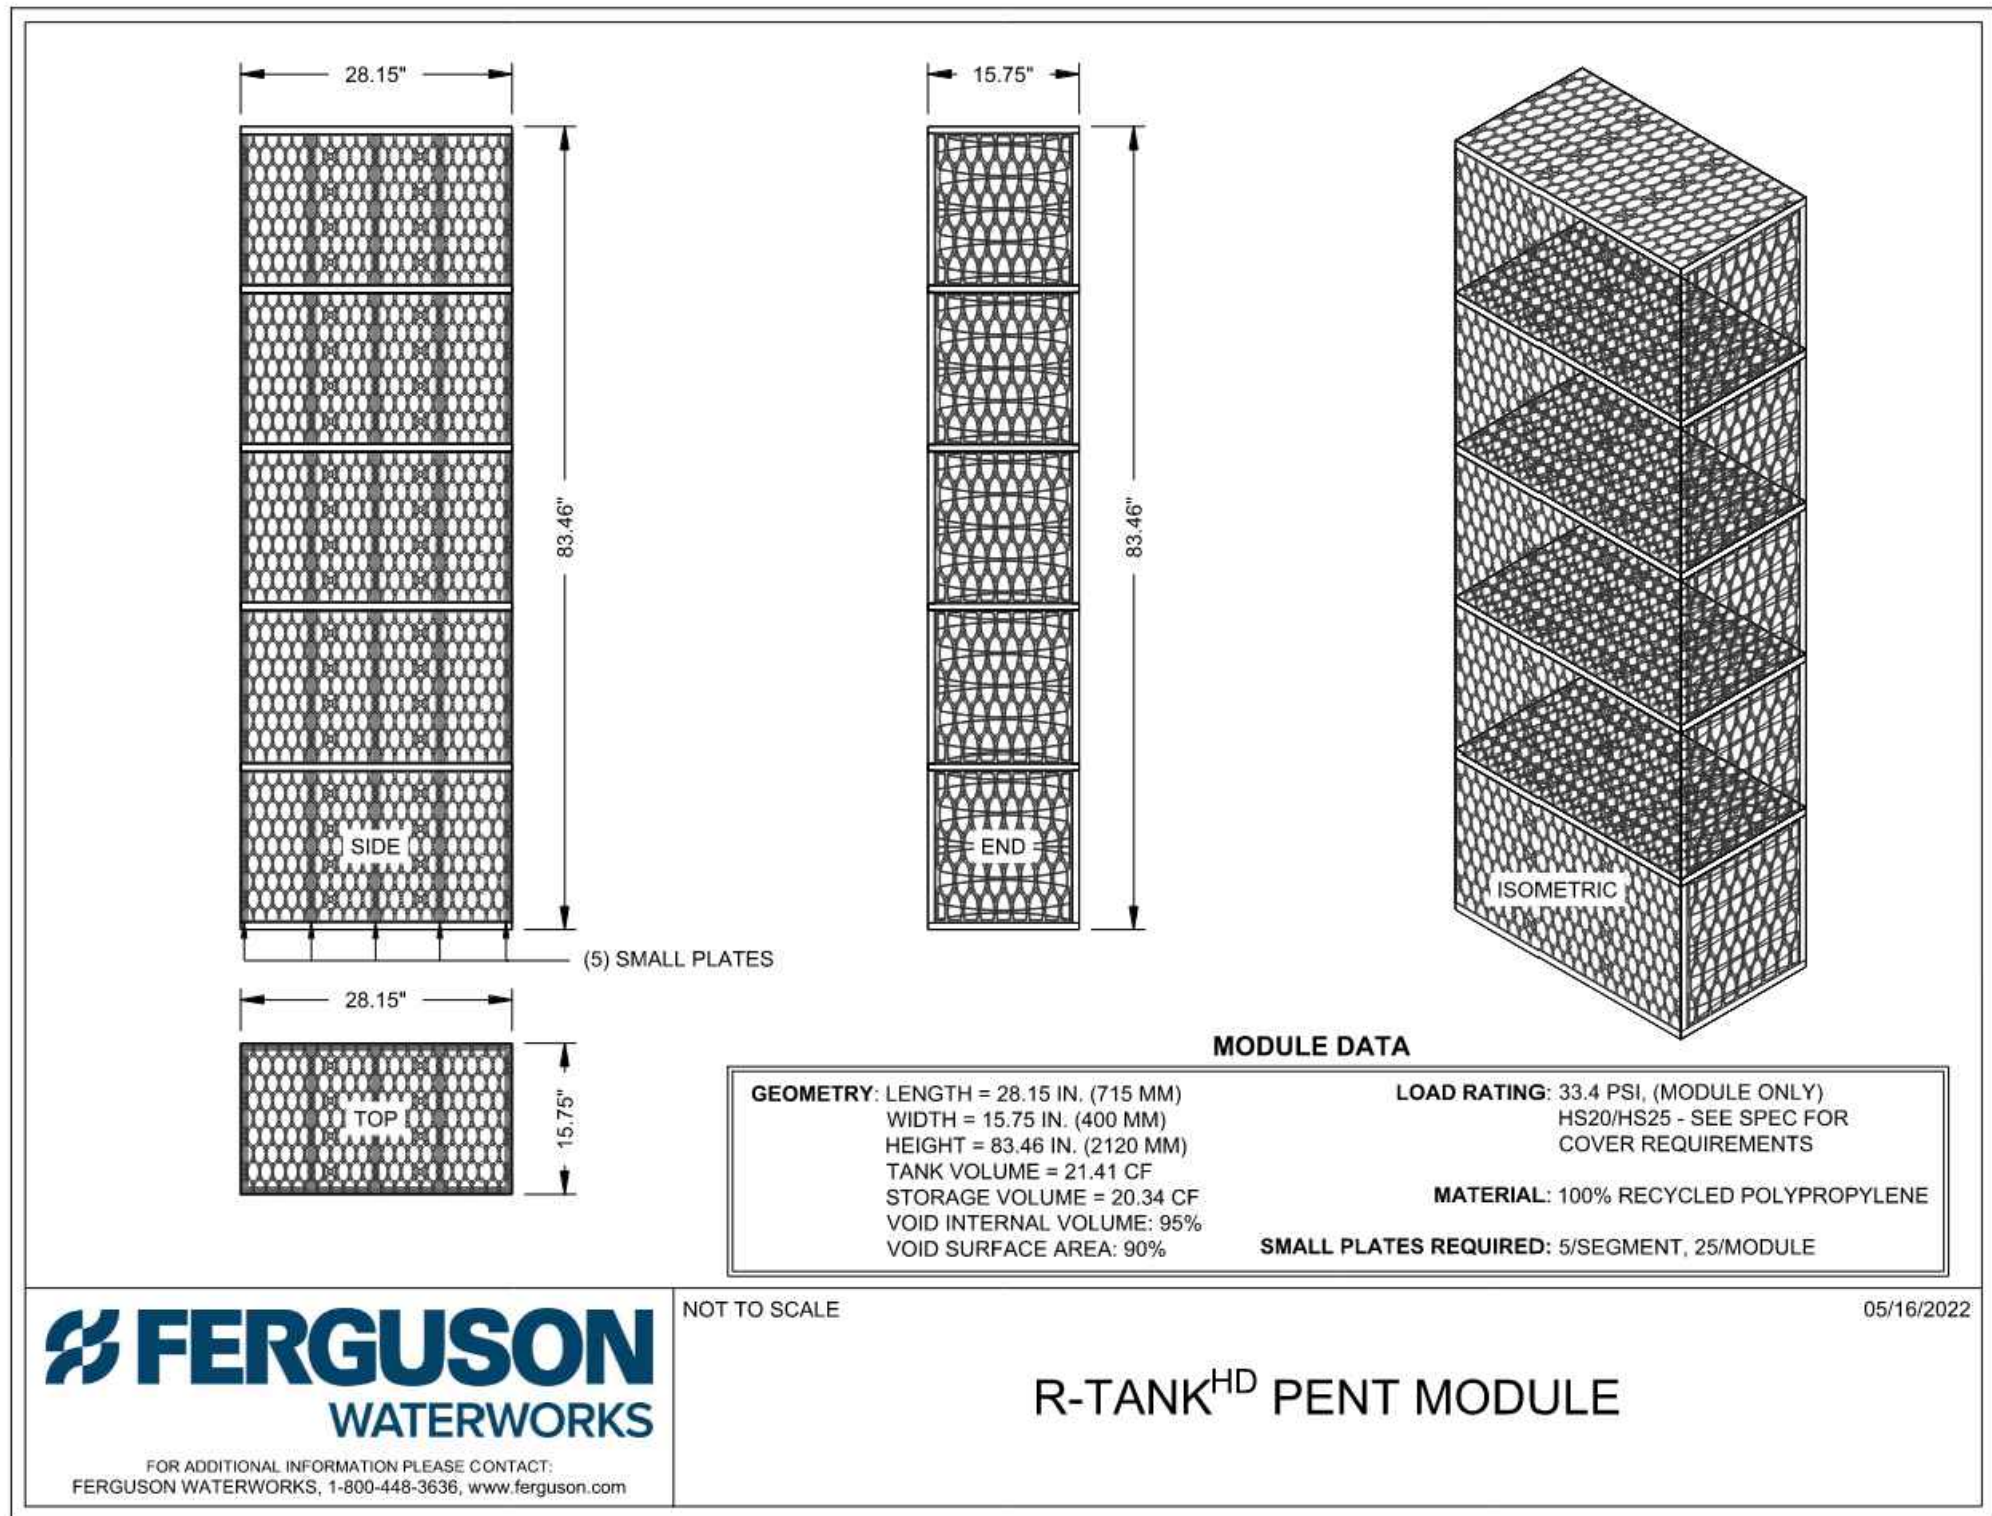 28.15"
15.75"
83.46"
83.46"
SIDE
END
ISOMETRIC
(5) SMALL PLATES
28.15"
TOP
15.75"
MODULE DATA
GEOMETRY: LENGTH = 28.15 IN. (715 MM)
WIDTH = 15.75 IN. (400 MM)
HEIGHT = 83.46 IN. (2120 MM)
TANK VOLUME = 21.41 CF
STORAGE VOLUME = 20.34 CF
VOID INTERNAL VOLUME: 95%
VOID SURFACE AREA: 90%
LOAD RATING: 33.4 PSI, (MODULE ONLY)
HS20/HS25 - SEE SPEC FOR
COVER REQUIREMENTS
MATERIAL: 100% RECYCLED POLYPROPYLENE
SMALL PLATES REQUIRED: 5/SEGMENT, 25/MODULE
FERGUSON
WATERWORKS
FOR ADDITIONAL INFORMATION PLEASE CONTACT:
FERGUSON WATERWORKS, 1-800-448-3636, www.ferguson.com
NOT TO SCALE
05/16/2022
R-TANKHD PENT MODULE